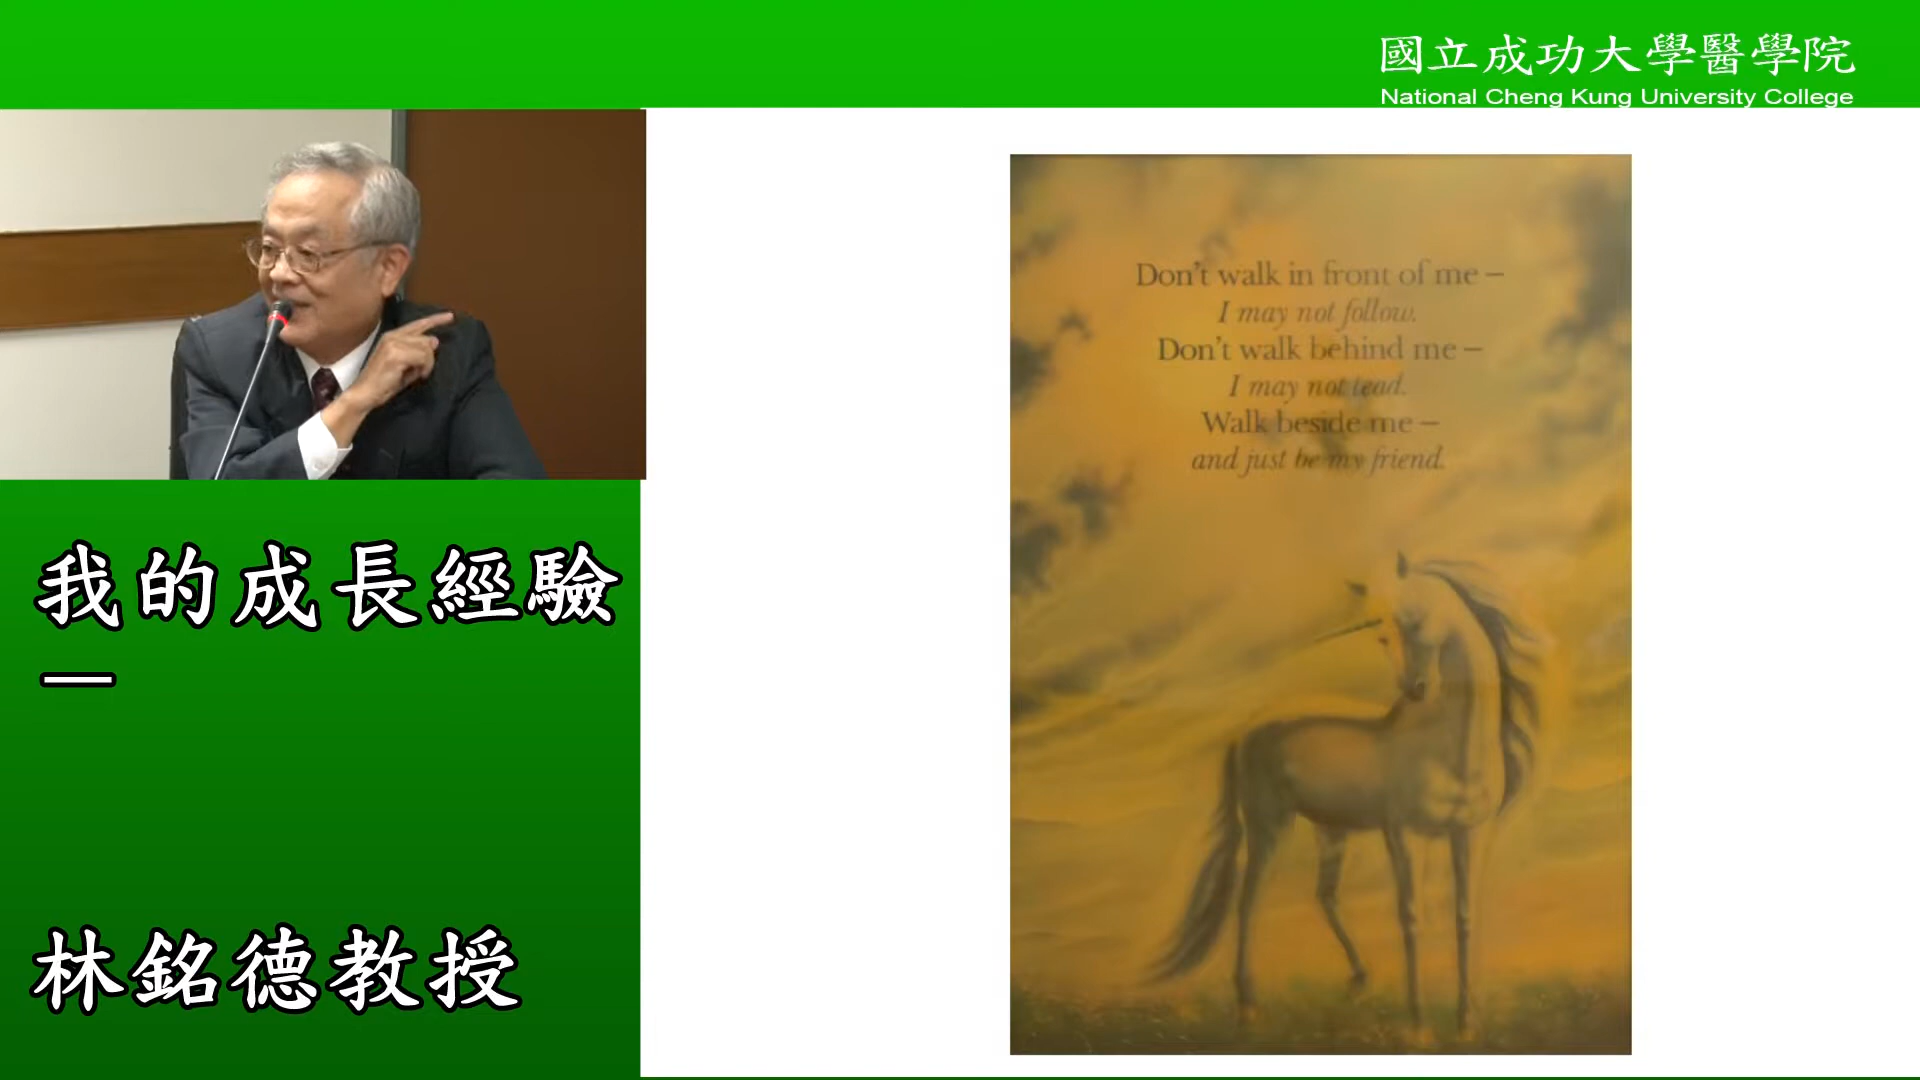 國立成功大學醫學院
National Cheng Kung University College
Don't walk in front of me –
I may not follow.
Don't walk behind me –
I may not lead.
Walk beside me –
and just be my friend.
我的成長經驗
—
林銘德教授